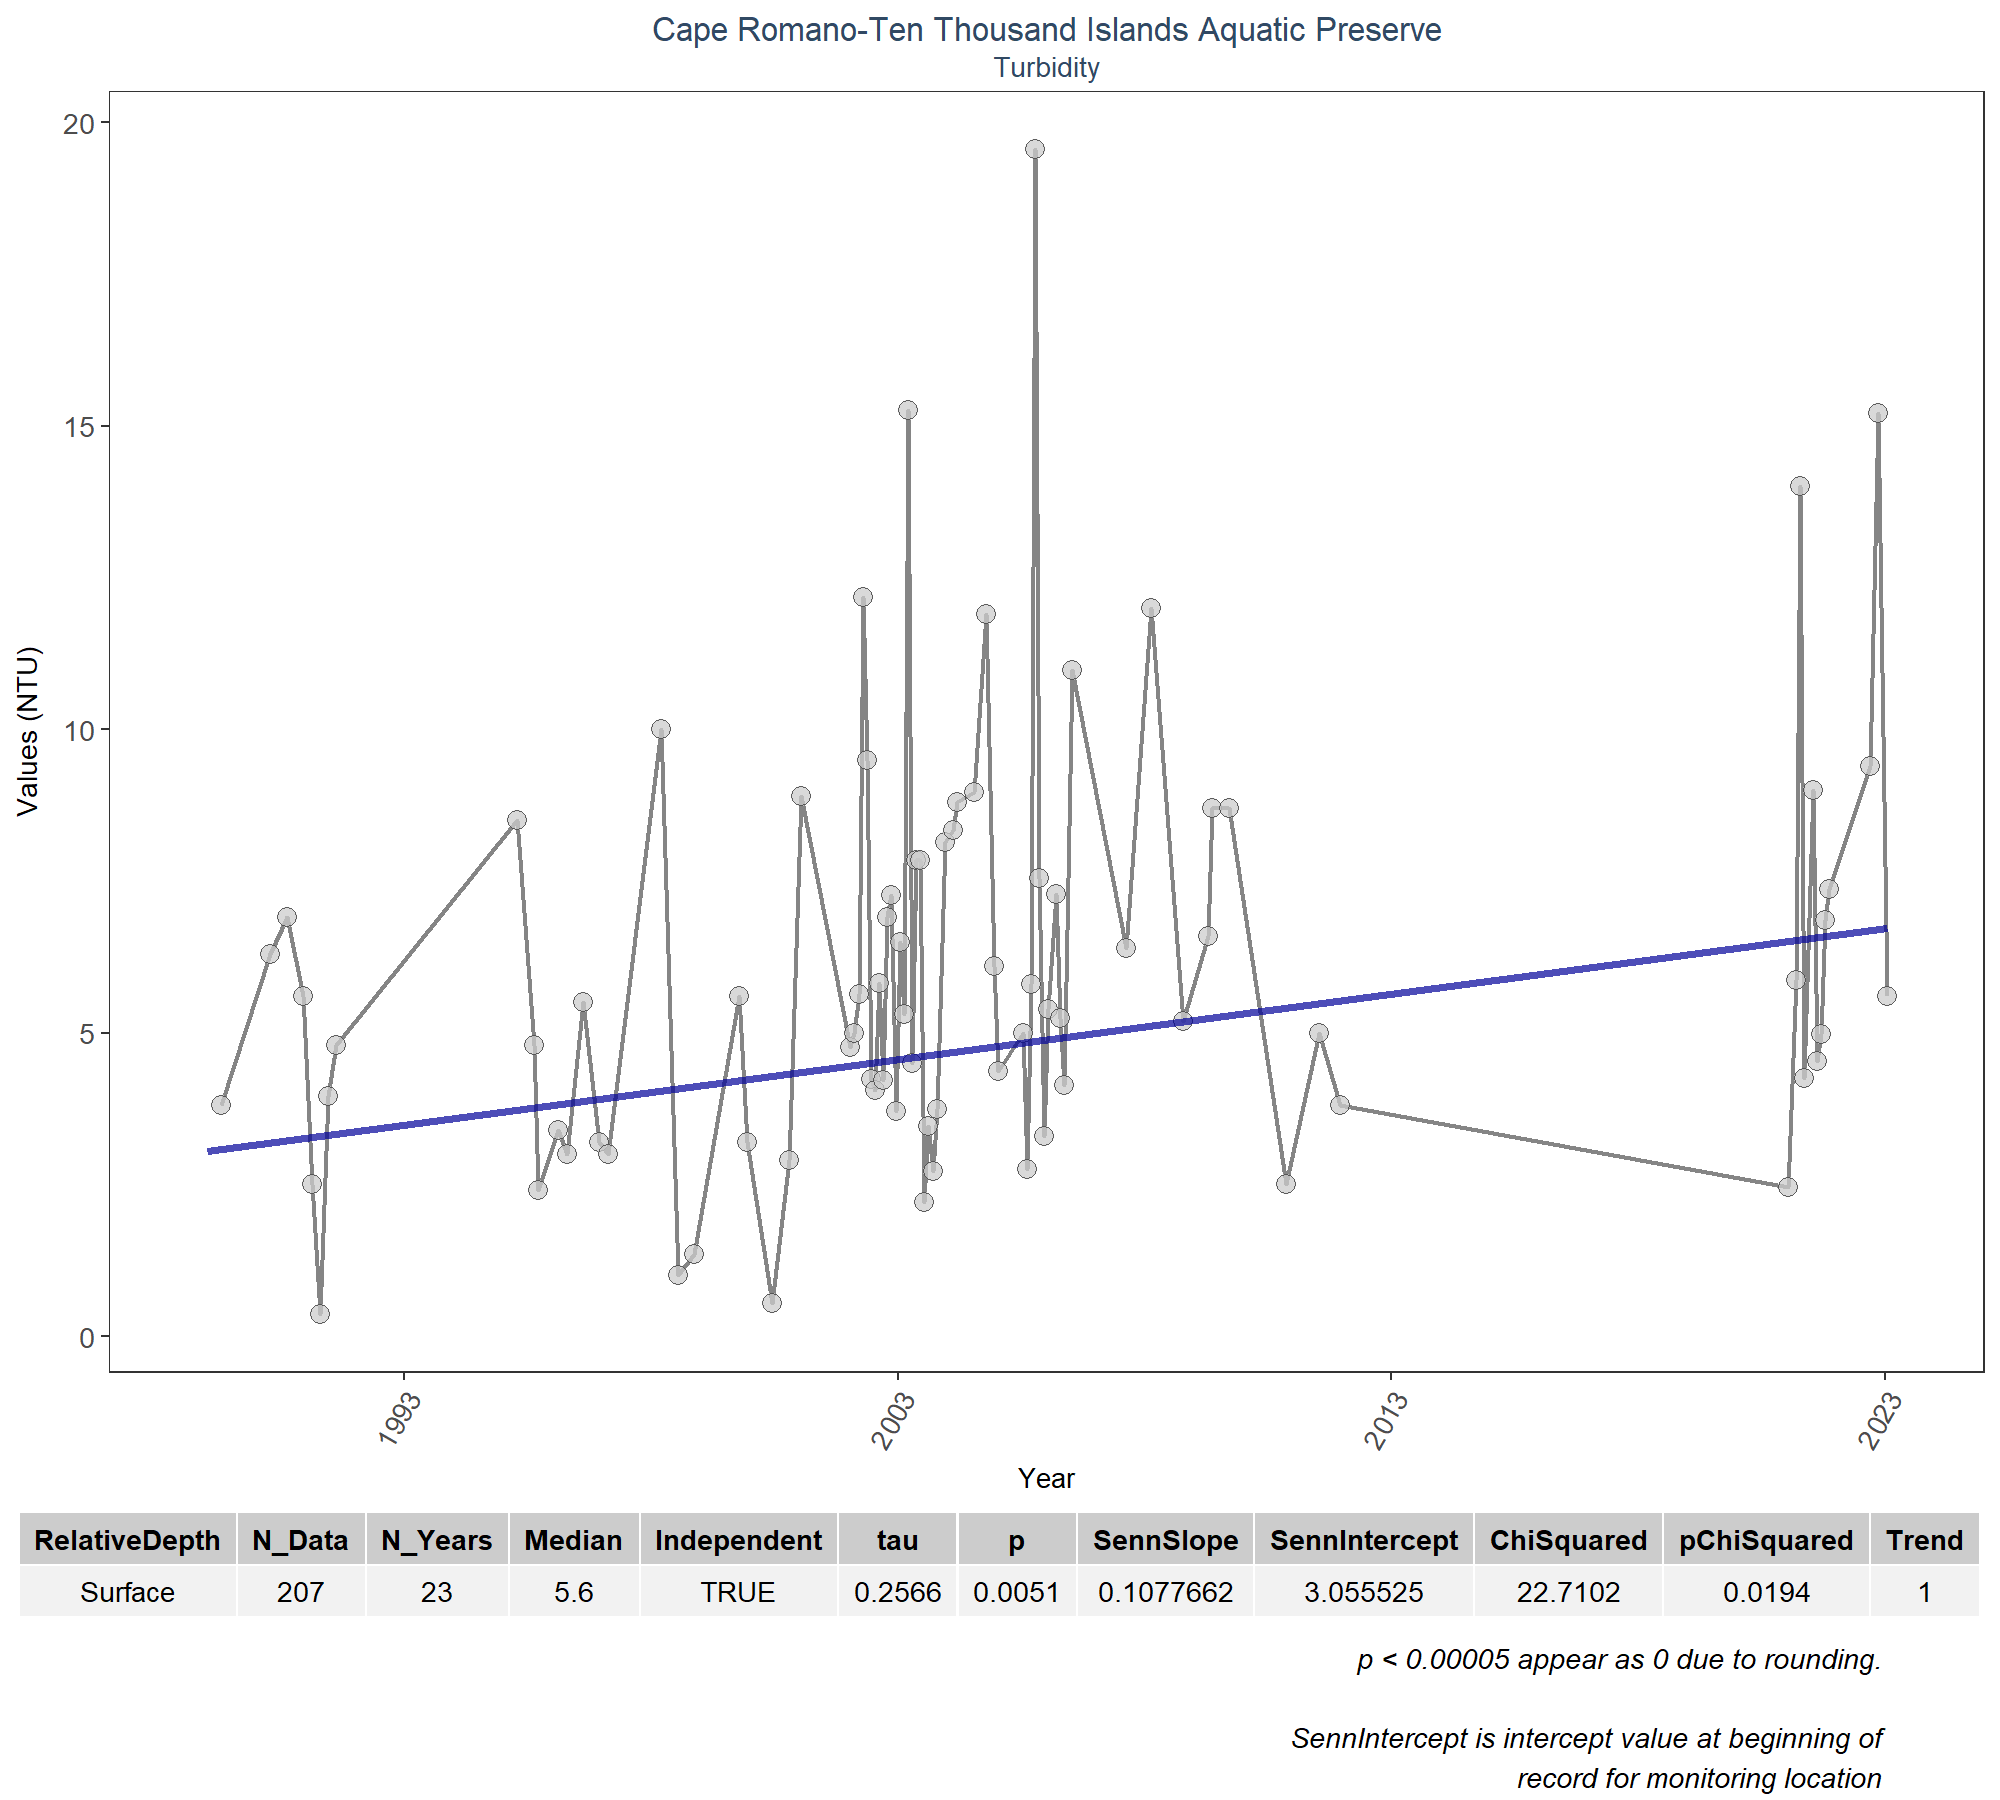 Cape Romano-Ten Thousand Islands Aquatic Preserve
Turbidity
Values (NTU)
20
15
10
5
0
1993
2003
2013
2023
Year
RelativeDepth N_Data N_Years Median Independent tau p SennSlope SennIntercept ChiSquared pChiSquared Trend
Surface 207 23 5.6 TRUE 0.2566 0.0051 0.1077662 3.055525 22.7102 0.0194 1
p < 0.00005 appear as 0 due to rounding.
SennIntercept is intercept value at beginning of
record for monitoring location